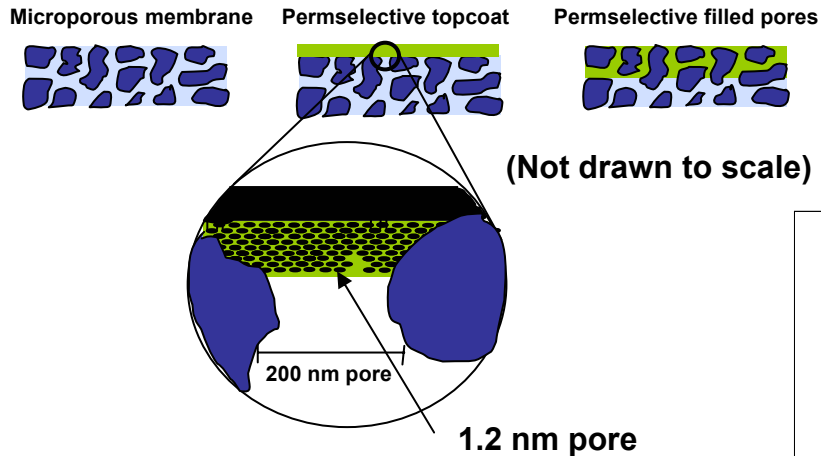 Microporous membrane
Permselective topcoat
Permselective filled pores
(Not drawn to scale)
200 nm pore
1.2 nm pore